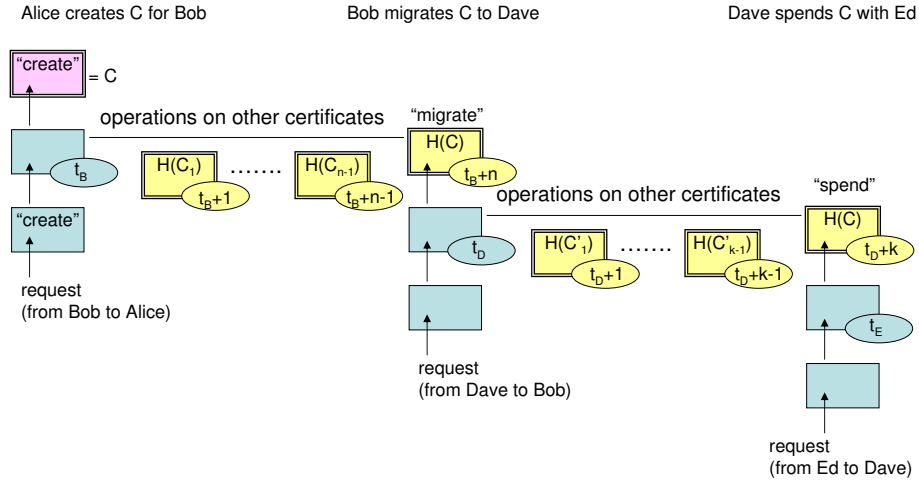 Alice creates C for Bob
Bob migrates C to Dave
Dave spends C with Ed
“create”
= C
operations on other certificates
“migrate”
H(C)
t_B
H(C_1)
.......
H(C_{n-1})
t_B+n
t_B+1
t_B+n-1
operations on other certificates
“spend”
“create”
H(C)
t_D
H(C'_1)
.......
H(C'_{k-1})
t_D+k
t_D+1
t_D+k-1
request
(from Bob to Alice)
t_E
request
(from Dave to Bob)
request
(from Ed to Dave)